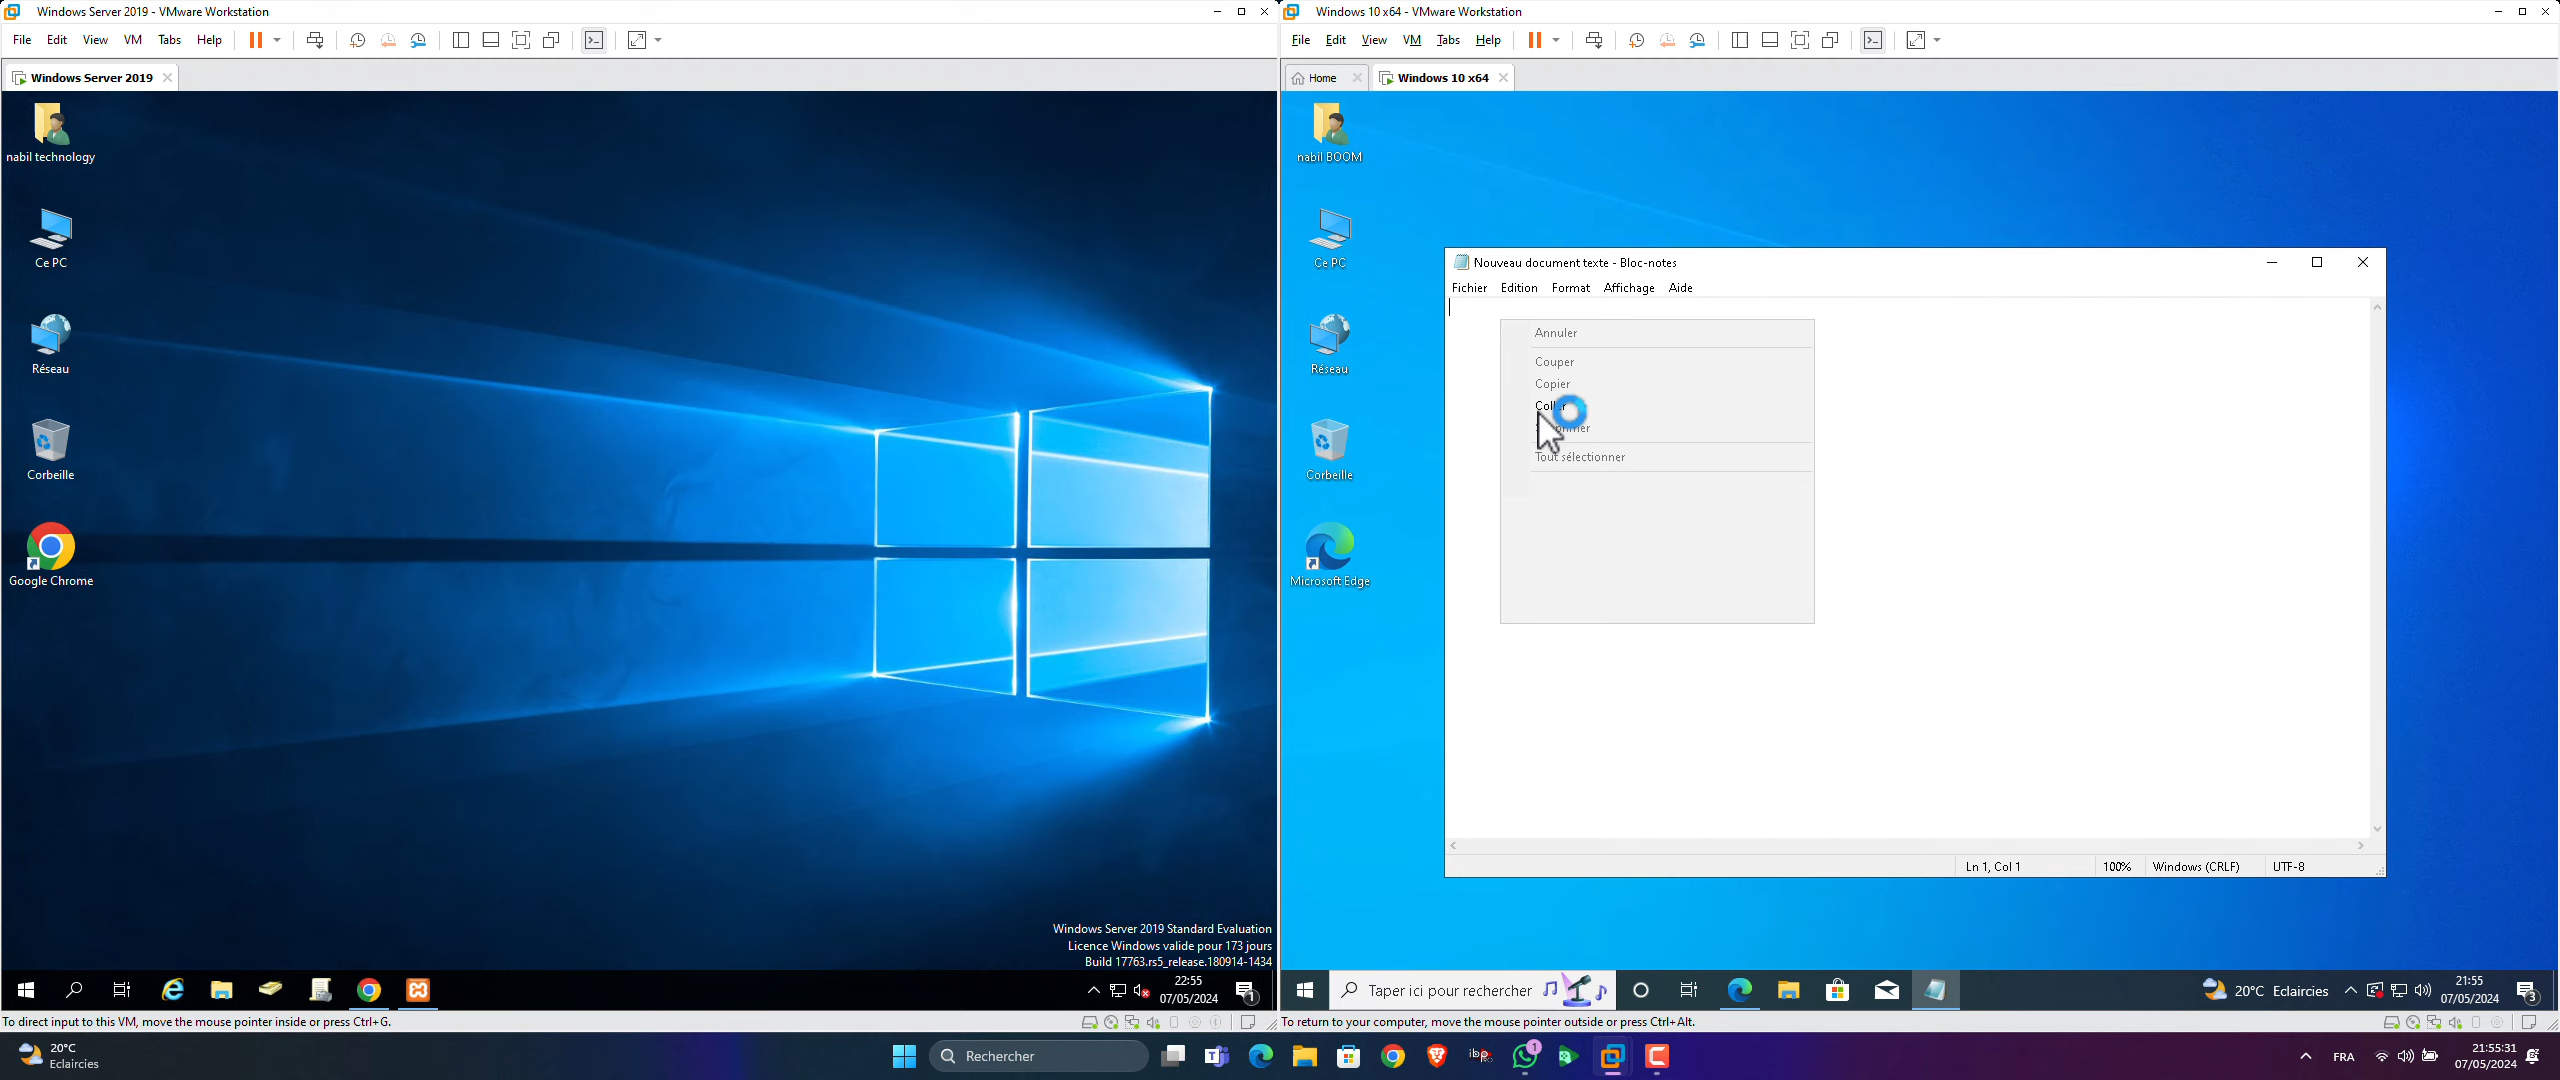 Windows Server 2019 - VMware Workstation
File Edit View VM Tabs Help
Windows Server 2019
nabil technology
Ce PC
Réseau
Corbeille
Google Chrome
Windows Server 2019 Standard Evaluation
Licence Windows valide pour 173 jours
Build 17763.rs5_release.180914-1434
22:55
07/05/2024
1
To direct input to this VM, move the mouse pointer inside or press Ctrl+G.
Windows 10 x64 - VMware Workstation
File Edit View VM Tabs Help
Home
Windows 10 x64
nabil BOOM
Ce PC
Réseau
Corbeille
Microsoft Edge
Nouveau document texte - Bloc-notes
Fichier Edition Format Affichage Aide
Annuler
Couper
Copier
Tout sélectionner
Ln 1, Col 1
100%
Windows (CRLF)
UTF-8
Taper ici pour rechercher
20°C Eclaircies
21:55
07/05/2024
3
To return to your computer, move the mouse pointer outside or press Ctrl+Alt.
20°C
Eclaircies
Rechercher
ibp
1
FRA
21:55:31
07/05/2024